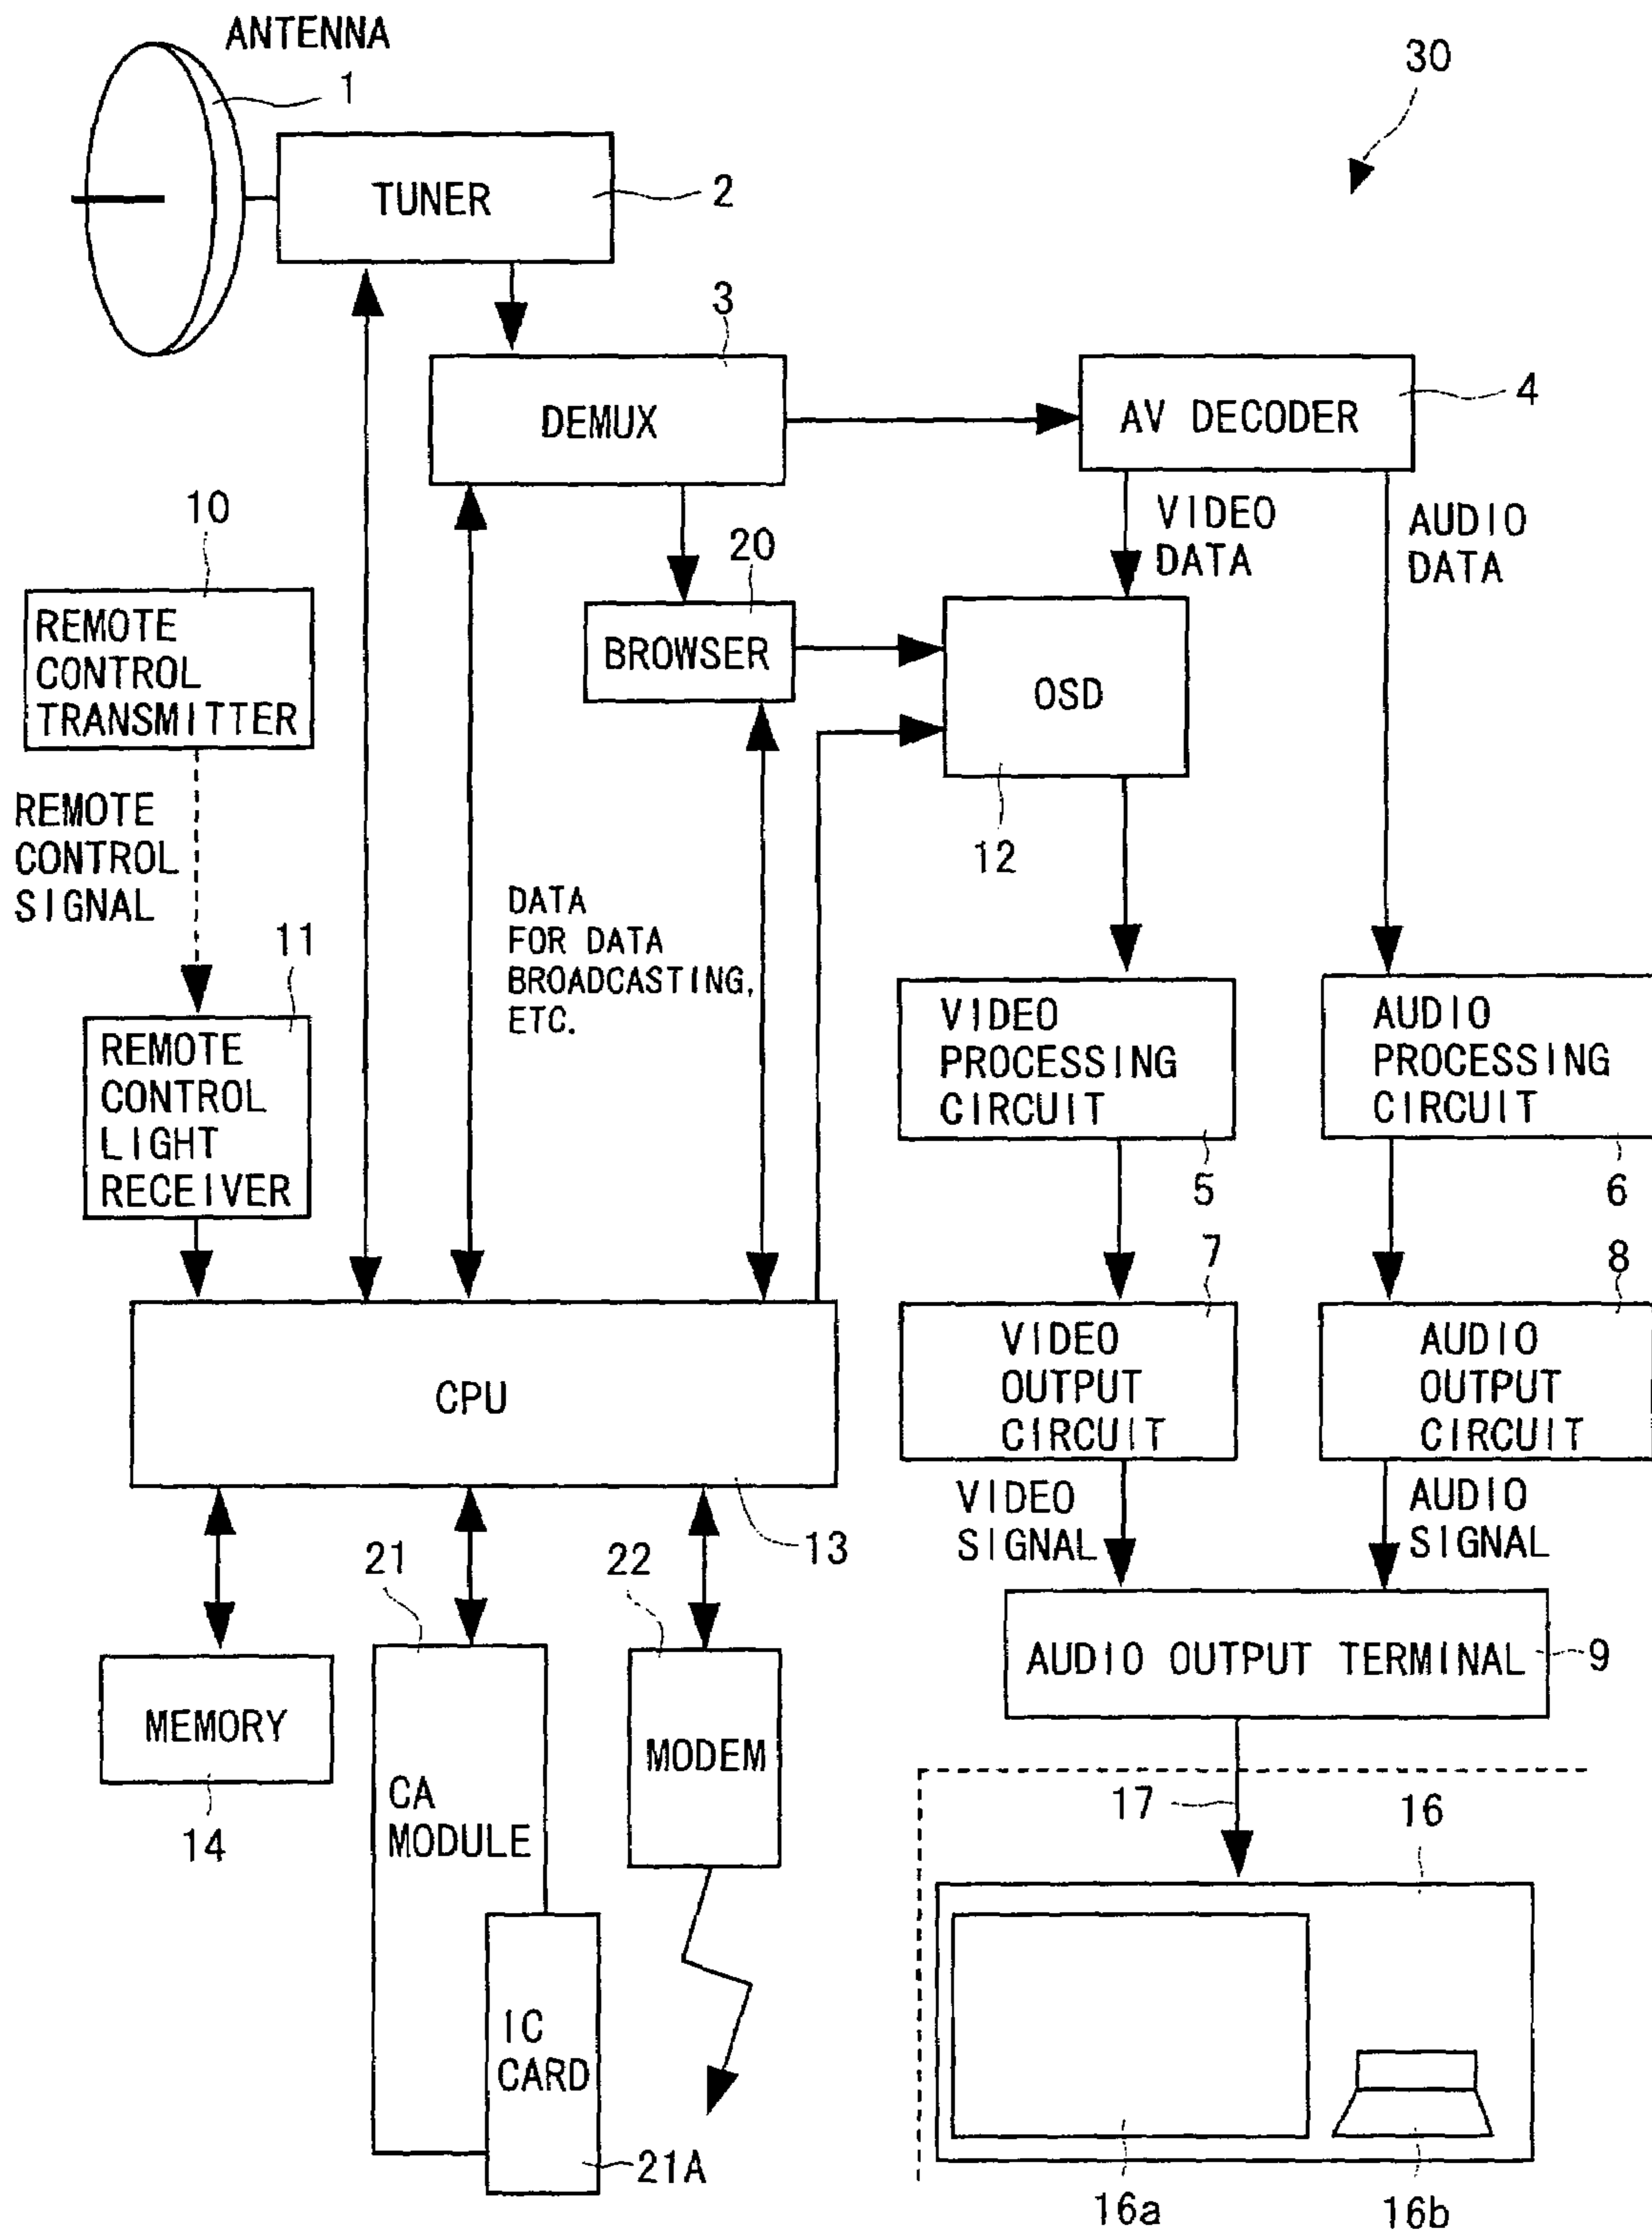 ANTENNA
1
30
TUNER
2
3
DEMUX
AV DECODER
4
VIDEO
DATA
AUDIO
DATA
10
REMOTE
CONTROL
TRANSMITTER
20
BROWSER
OSD
12
REMOTE
CONTROL
SIGNAL
DATA
FOR DATA
BROADCASTING,
ETC.
11
REMOTE
CONTROL
LIGHT
RECEIVER
VIDEO
PROCESSING
CIRCUIT
5
AUDIO
PROCESSING
CIRCUIT
6
7
VIDEO
OUTPUT
CIRCUIT
8
AUDIO
OUTPUT
CIRCUIT
CPU
13
VIDEO
SIGNAL
AUDIO
SIGNAL
21
22
AUDIO OUTPUT TERMINAL
9
MEMORY
14
CA
MODULE
MODEM
17
16
IC
CARD
21A
16a
16b